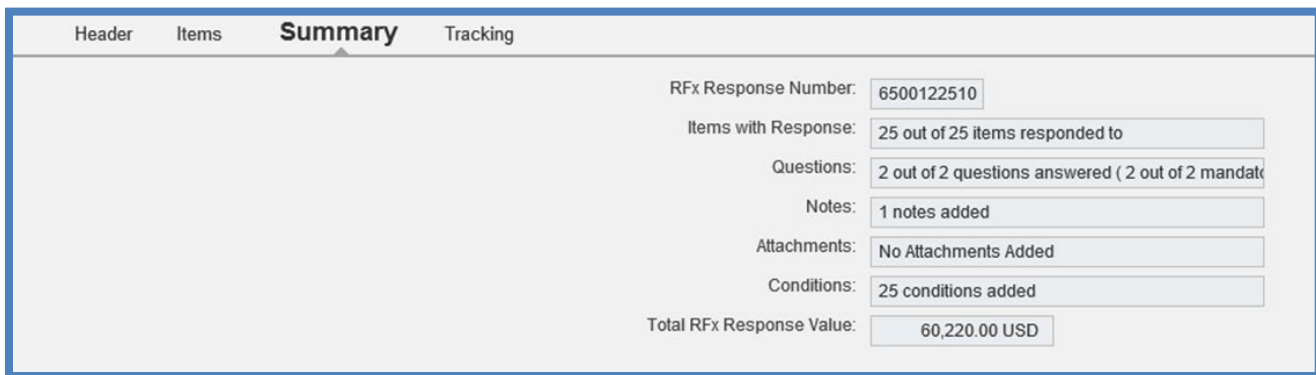 Header Items Summary Tracking
RFx Response Number: 6500122510
Items with Response: 25 out of 25 items responded to
Questions: 2 out of 2 questions answered ( 2 out of 2 mandato
Notes: 1 notes added
Attachments: No Attachments Added
Conditions: 25 conditions added
Total RFx Response Value: 60,220.00 USD